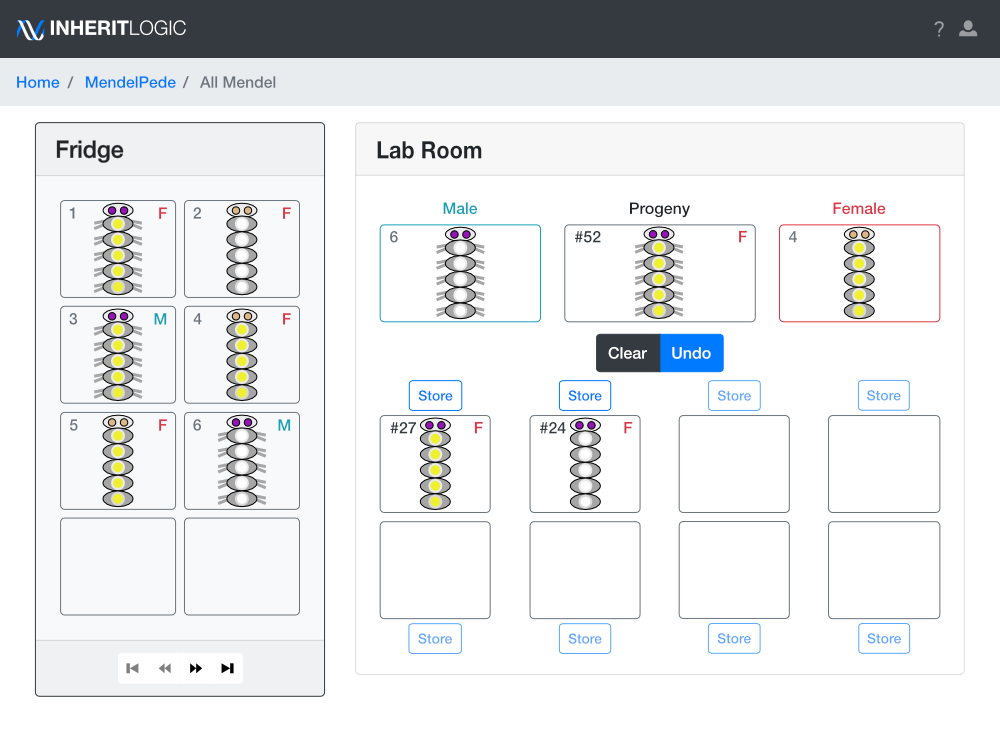 INHERITLOGIC
?
Home / MendelPede / All Mendel
Fridge
1 F
2 F
3 M
4 F
5 F
6 M
Lab Room
Male Progeny Female
6
#52 F
4
Clear Undo
Store Store Store Store
#27 F
#24 F
Store Store Store Store